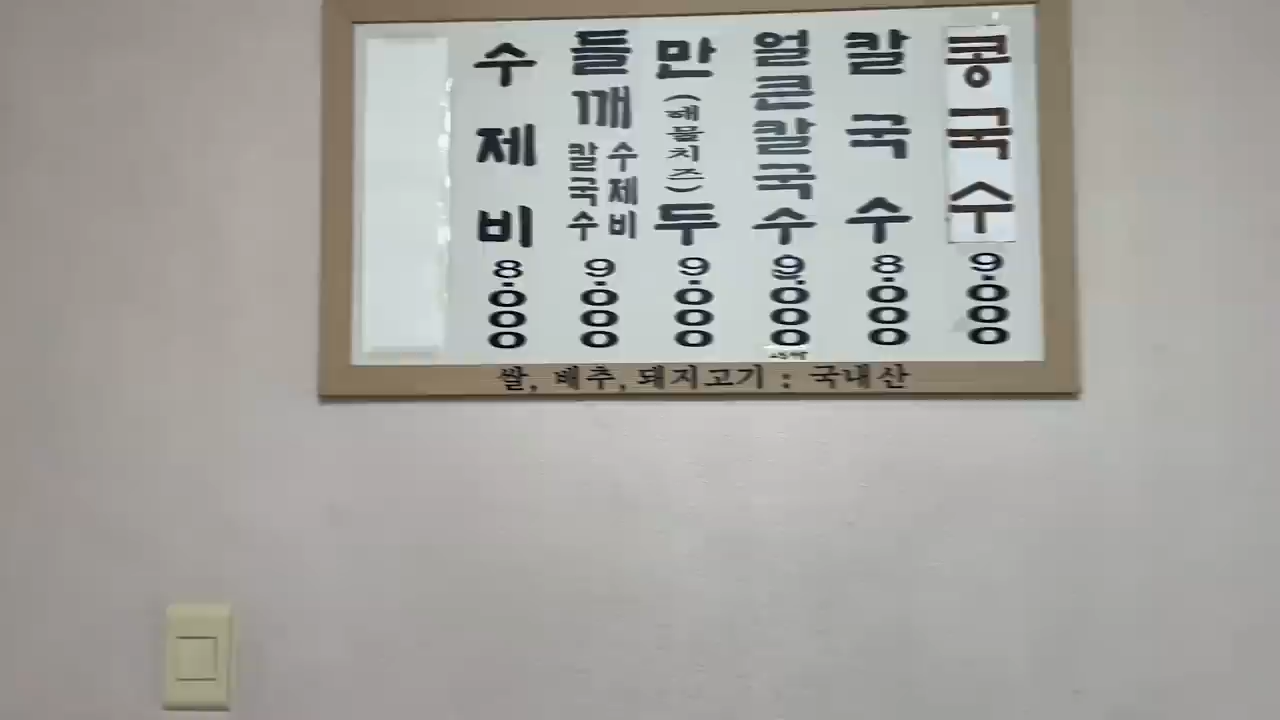 수제비 8.000
들깨 칼국수 수제비 9.000
만(해물치즈)두 9.000
얼큰칼국수 9.000
칼국수 8.000
콩국수 9.000
쌀, 배추, 돼지고기 : 국내산